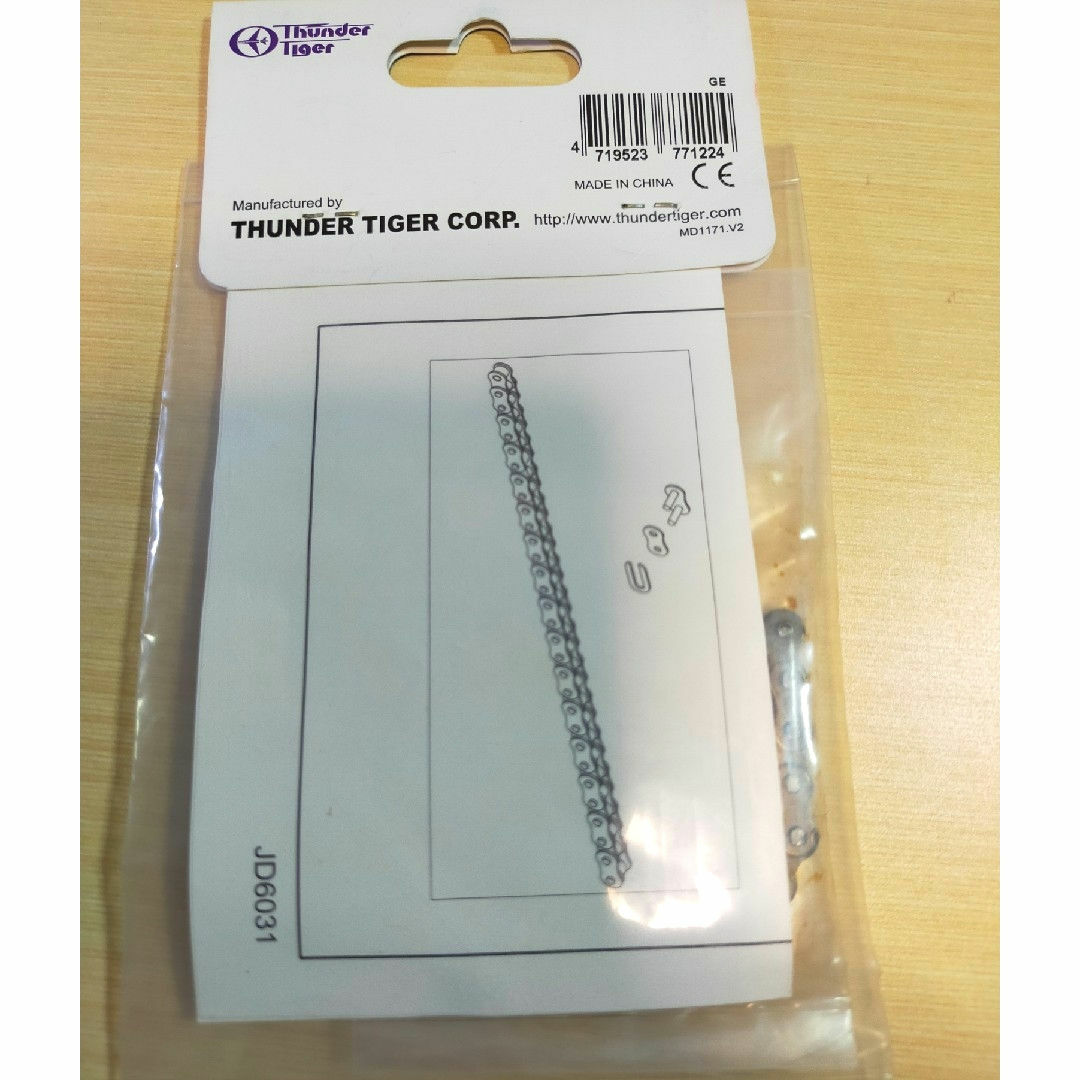 Thunder
Tiger
GE
4 719523 771224
MADE IN CHINA CE
Manufactured by
THUNDER TIGER CORP. http://www.thundertiger.com
MD1171.V2
JD6031